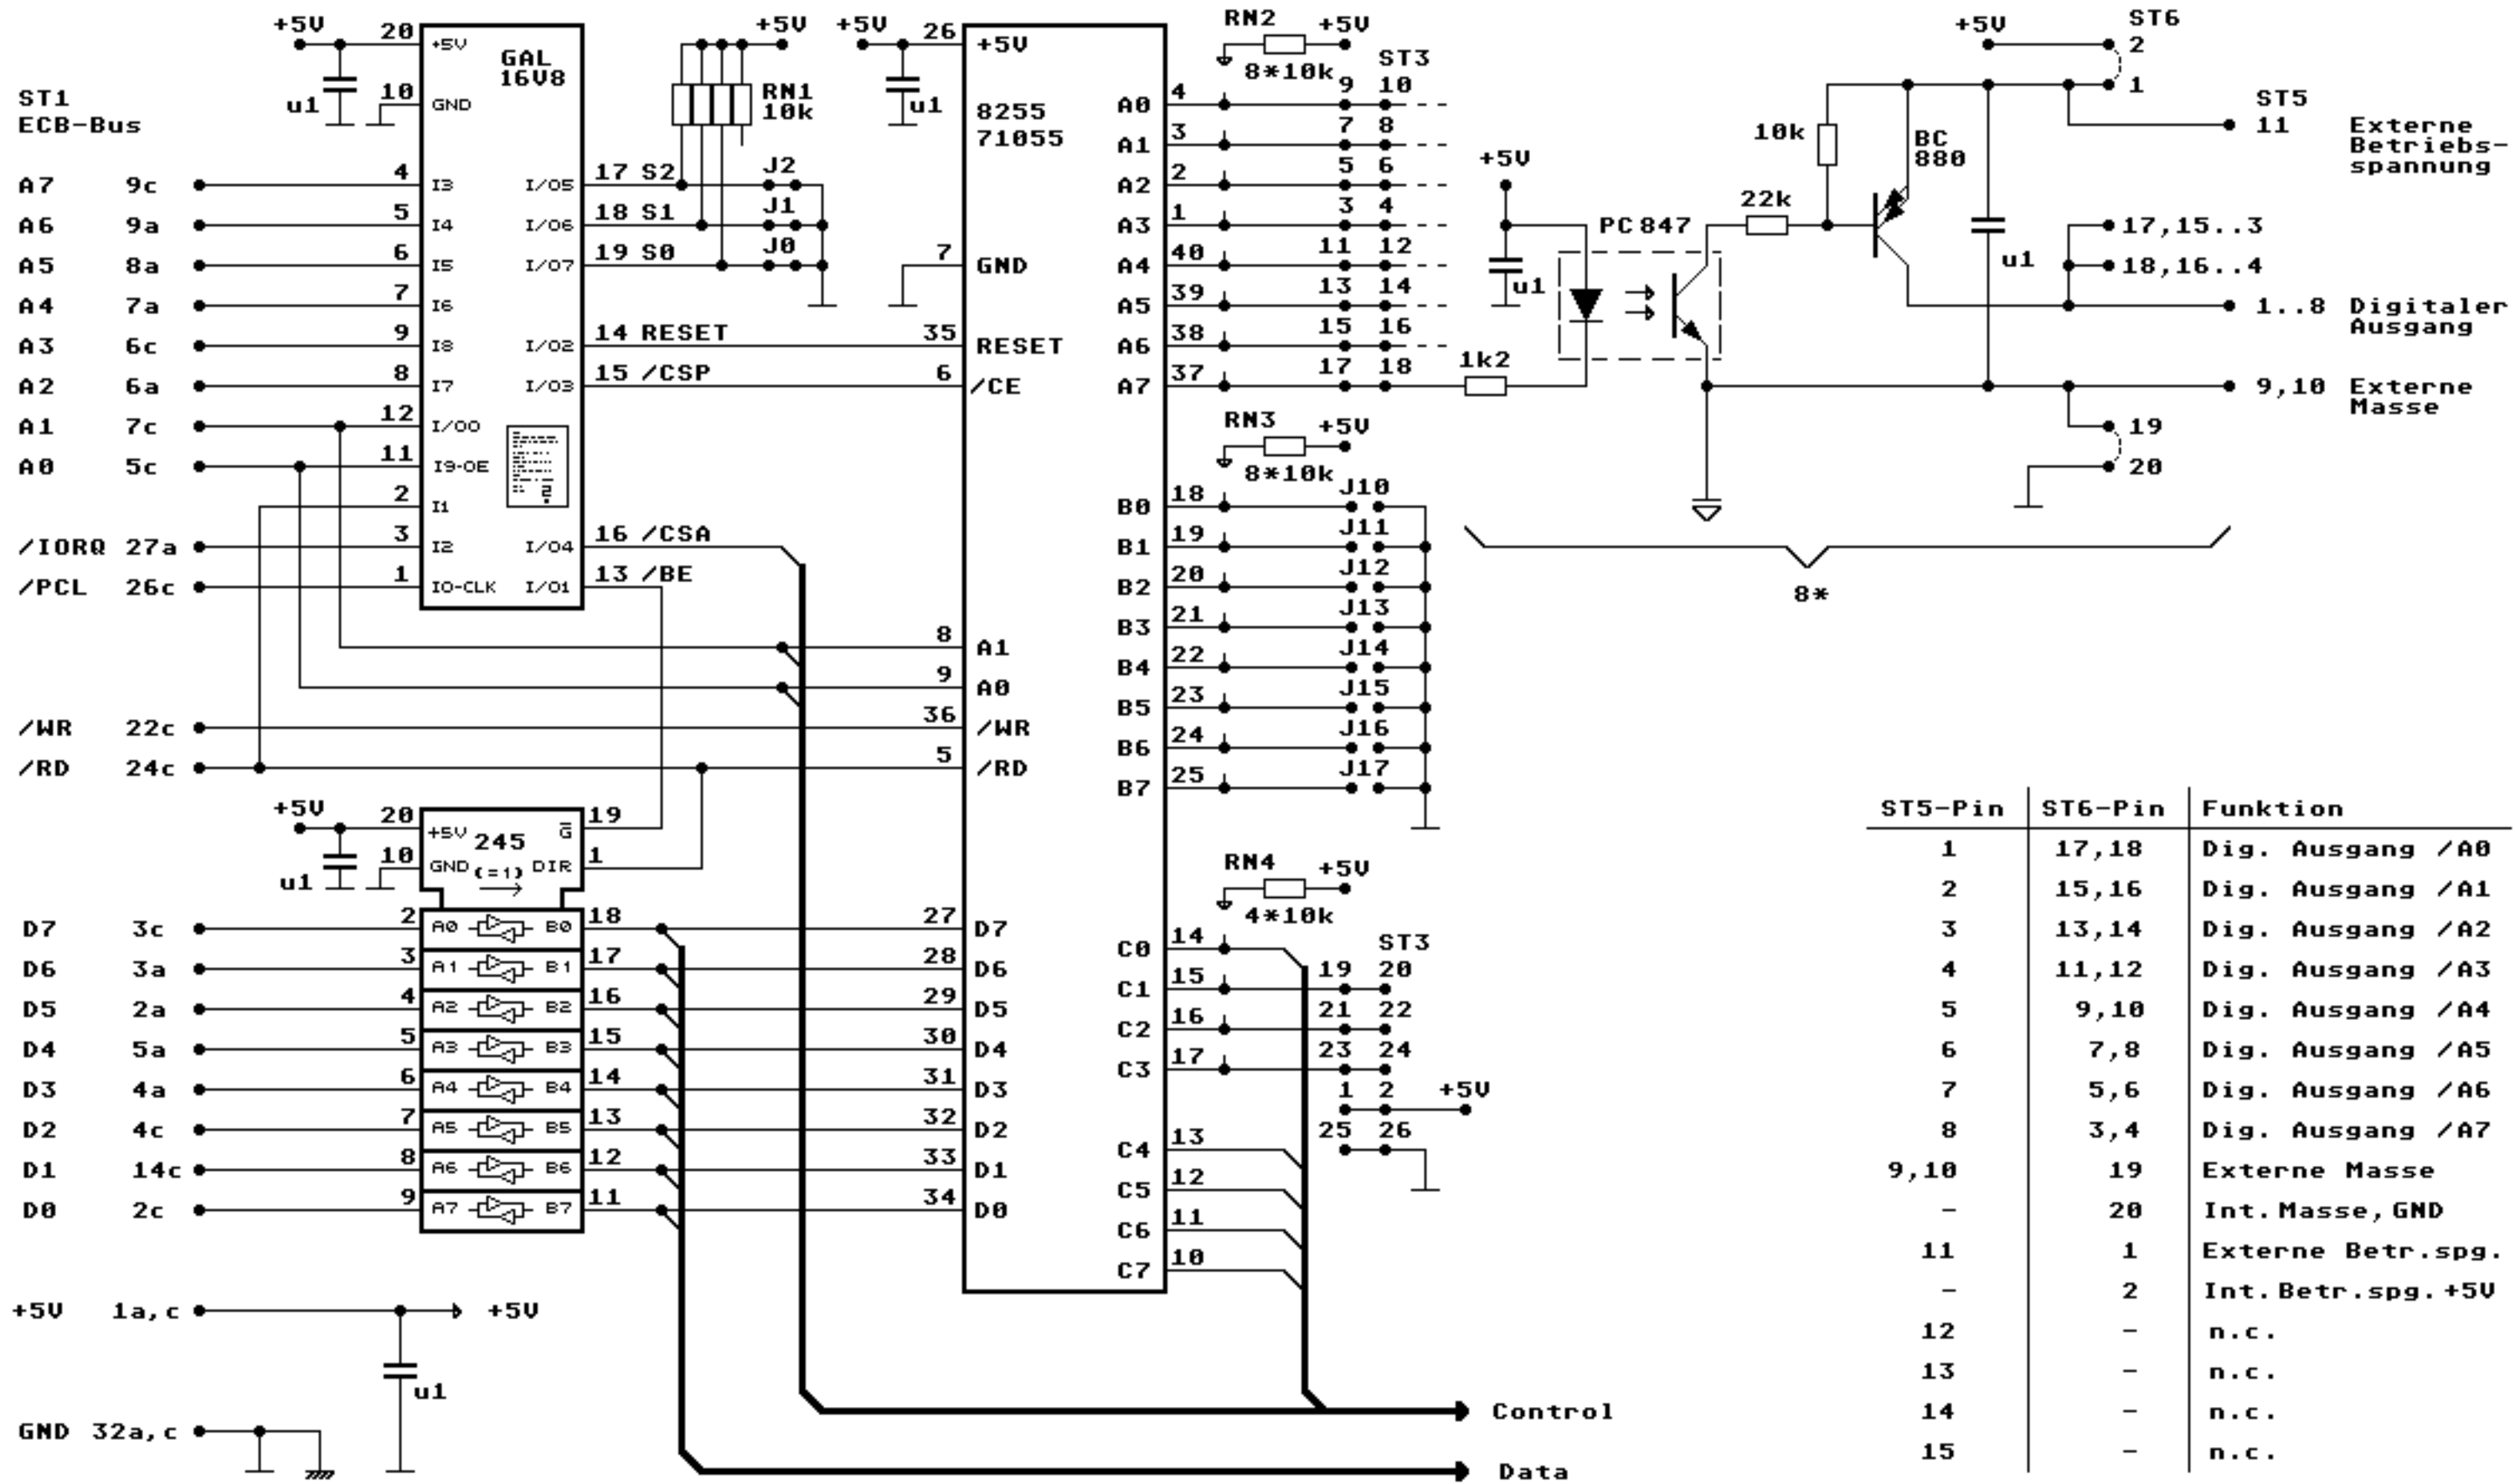 +5V 20 +5V
GAL
16V8
u1 10 GND
ST1
ECB-Bus
A7 9c 4 I3 I/O5 17 S2 J2
A6 9a 5 I4 I/O6 18 S1 J1
A5 8a 6 I5 I/O7 19 S0 J0
A4 7a 7 I6
A3 6c 9 I8 I/O2 14 RESET 35 RESET
A2 6a 8 I7 I/O3 15 /CSP 6 /CE
A1 7c 12 I/O0
A0 5c 11 I9-OE
2 I1
/IORQ 27a 3 I2 I/O4 16 /CSA
/PCL 26c 1 IO-CLK I/O1 13 /BE
+5V
RN1
10k
+5V 26 +5V
u1
8255
71055
7 GND
8 A1
9 A0
/WR 22c 36 /WR
/RD 24c 5 /RD
+5V 20 +5V 245 G 19
u1 10 GND (=1) DIR 1
D7 3c 2 A0 B0 18 27 D7
D6 3a 3 A1 B1 17 28 D6
D5 2a 4 A2 B2 16 29 D5
D4 5a 5 A3 B3 15 30 D4
D3 4a 6 A4 B4 14 31 D3
D2 4c 7 A5 B5 13 32 D2
D1 14c 8 A6 B6 12 33 D1
D0 2c 9 A7 B7 11 34 D0
+5V 1a,c +5V
u1
GND 32a,c
RN2 +5V
8*10k
ST3
A0 4 9 10
A1 3 7 8
A2 2 5 6
A3 1 3 4
A4 40 11 12
A5 39 13 14
A6 38 15 16
A7 37 17 18
RN3 +5V
8*10k
B0 18 J10
B1 19 J11
B2 20 J12
B3 21 J13
B4 22 J14
B5 23 J15
B6 24 J16
B7 25 J17
RN4 +5V
4*10k
ST3
C0 14
C1 15 19 20
C2 16 21 22
C3 17 23 24
1 2 +5V
25 26
C4 13
C5 12
C6 11
C7 10
Control
Data
+5V
u1
1k2
PC847
22k
10k
BC
880
u1
+5V
ST6
2
1
ST5
11 Externe
Betriebs-
spannung
17,15..3
18,16..4
1..8 Digitaler
Ausgang
9,10 Externe
Masse
19
20
8*
ST5-Pin ST6-Pin Funktion
1 17,18 Dig. Ausgang /A0
2 15,16 Dig. Ausgang /A1
3 13,14 Dig. Ausgang /A2
4 11,12 Dig. Ausgang /A3
5 9,10 Dig. Ausgang /A4
6 7,8 Dig. Ausgang /A5
7 5,6 Dig. Ausgang /A6
8 3,4 Dig. Ausgang /A7
9,10 19 Externe Masse
- 20 Int.Masse,GND
11 1 Externe Betr.spg.
- 2 Int.Betr.spg.+5V
12 - n.c.
13 - n.c.
14 - n.c.
15 - n.c.